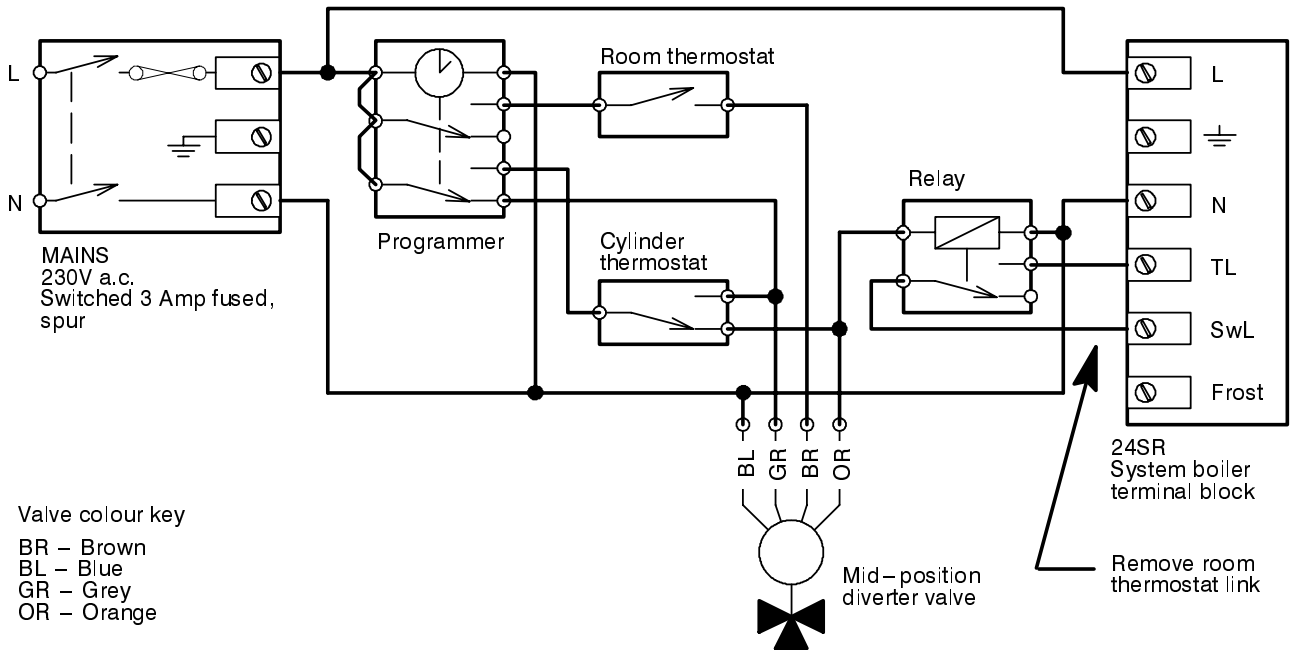 L
N
MAINS
230V a.c.
Switched 3 Amp fused,
spur
Programmer
Room thermostat
Cylinder
thermostat
Relay
L
N
TL
SwL
Frost
24SR
System boiler
terminal block
Remove room
thermostat link
BL
GR
BR
OR
Mid–position
diverter valve
Valve colour key
BR – Brown
BL – Blue
GR – Grey
OR – Orange